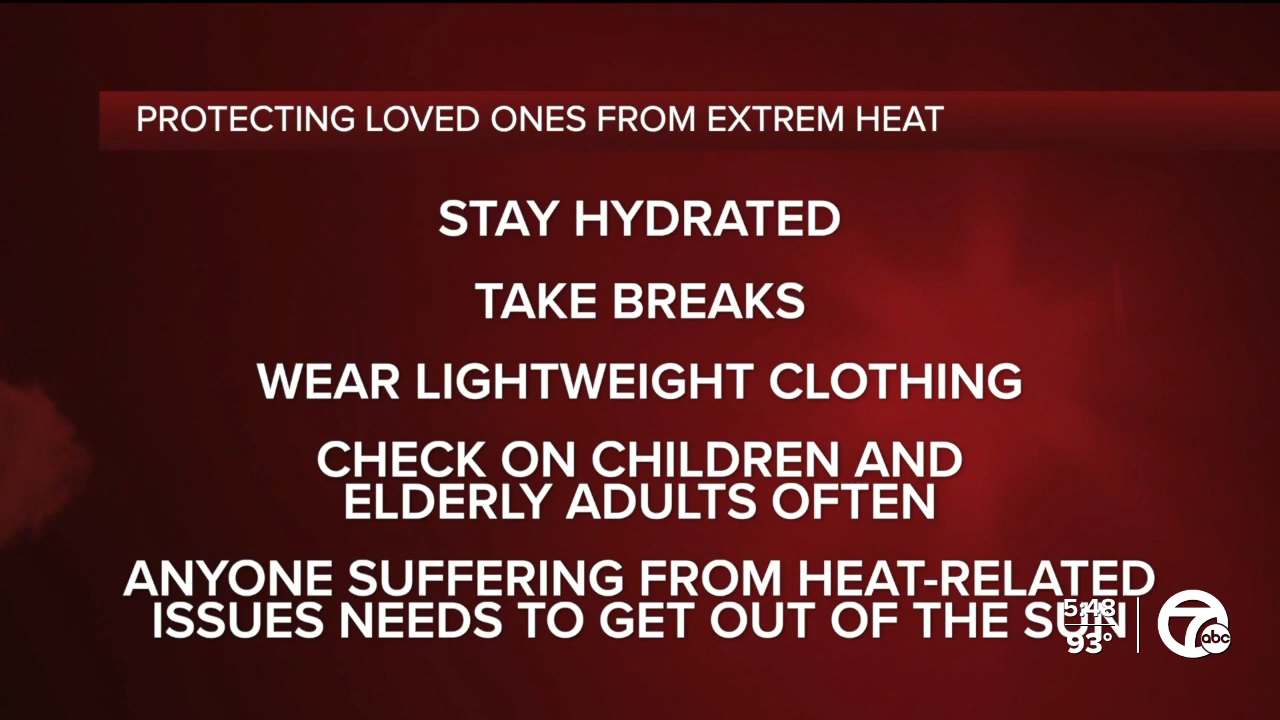 PROTECTING LOVED ONES FROM EXTREM HEAT
STAY HYDRATED
TAKE BREAKS
WEAR LIGHTWEIGHT CLOTHING
CHECK ON CHILDREN AND
ELDERLY ADULTS OFTEN
ANYONE SUFFERING FROM HEAT-RELATED
ISSUES NEEDS TO GET OUT OF THE SUN
5:48
93°
7 abc